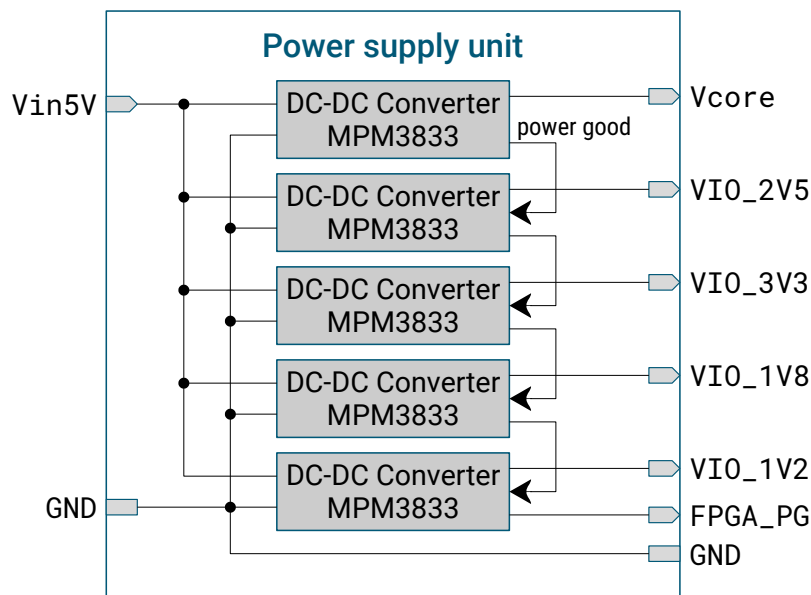 Power supply unit
Vin5V
DC-DC Converter
MPM3833
Vcore
power good
DC-DC Converter
MPM3833
VIO_2V5
DC-DC Converter
MPM3833
VIO_3V3
DC-DC Converter
MPM3833
VIO_1V8
DC-DC Converter
MPM3833
VIO_1V2
GND
FPGA_PG
GND